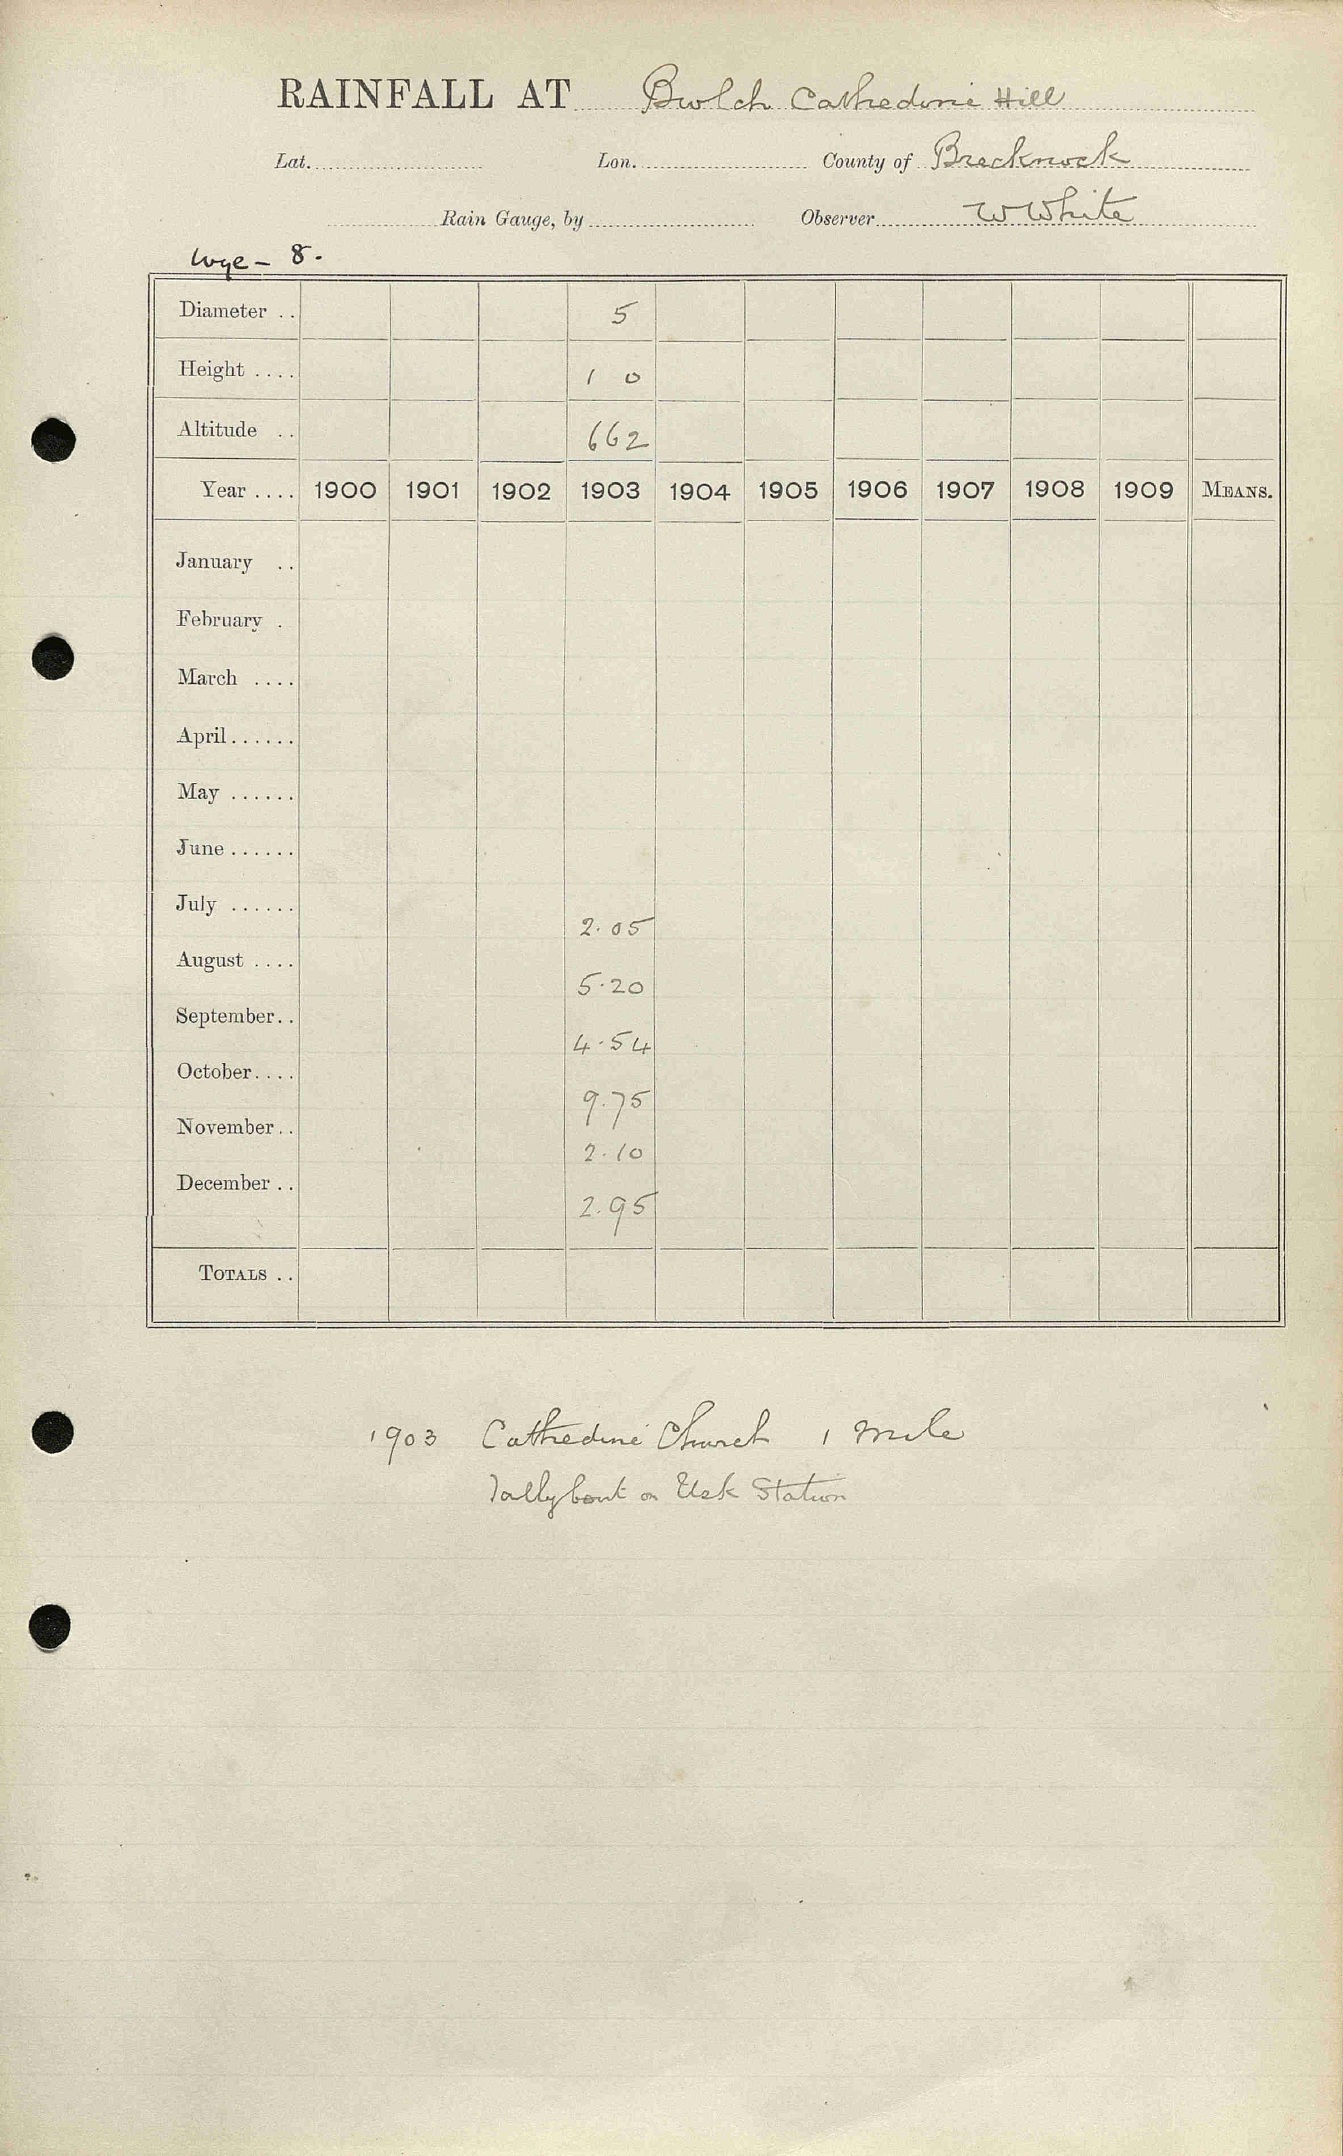 RAINFALL AT Bwlch Cathedine Hill
Lat. Lon. County of Brecknock
Rain Gauge, by Observer W White
Wye - 8.
Diameter .. 5
Height .... 1 0
Altitude .. 662
Year .... 1900 1901 1902 1903 1904 1905 1906 1907 1908 1909 MEANS.
January ..
February .
March ....
April ......
May ......
June ......
July ...... 2.05
August .... 5.20
September.. 4.54
October.... 9.75
November.. 2.10
December .. 2.95
TOTALS ..
1903 Cathedine Church 1 Mile
Tallybont on Usk Station